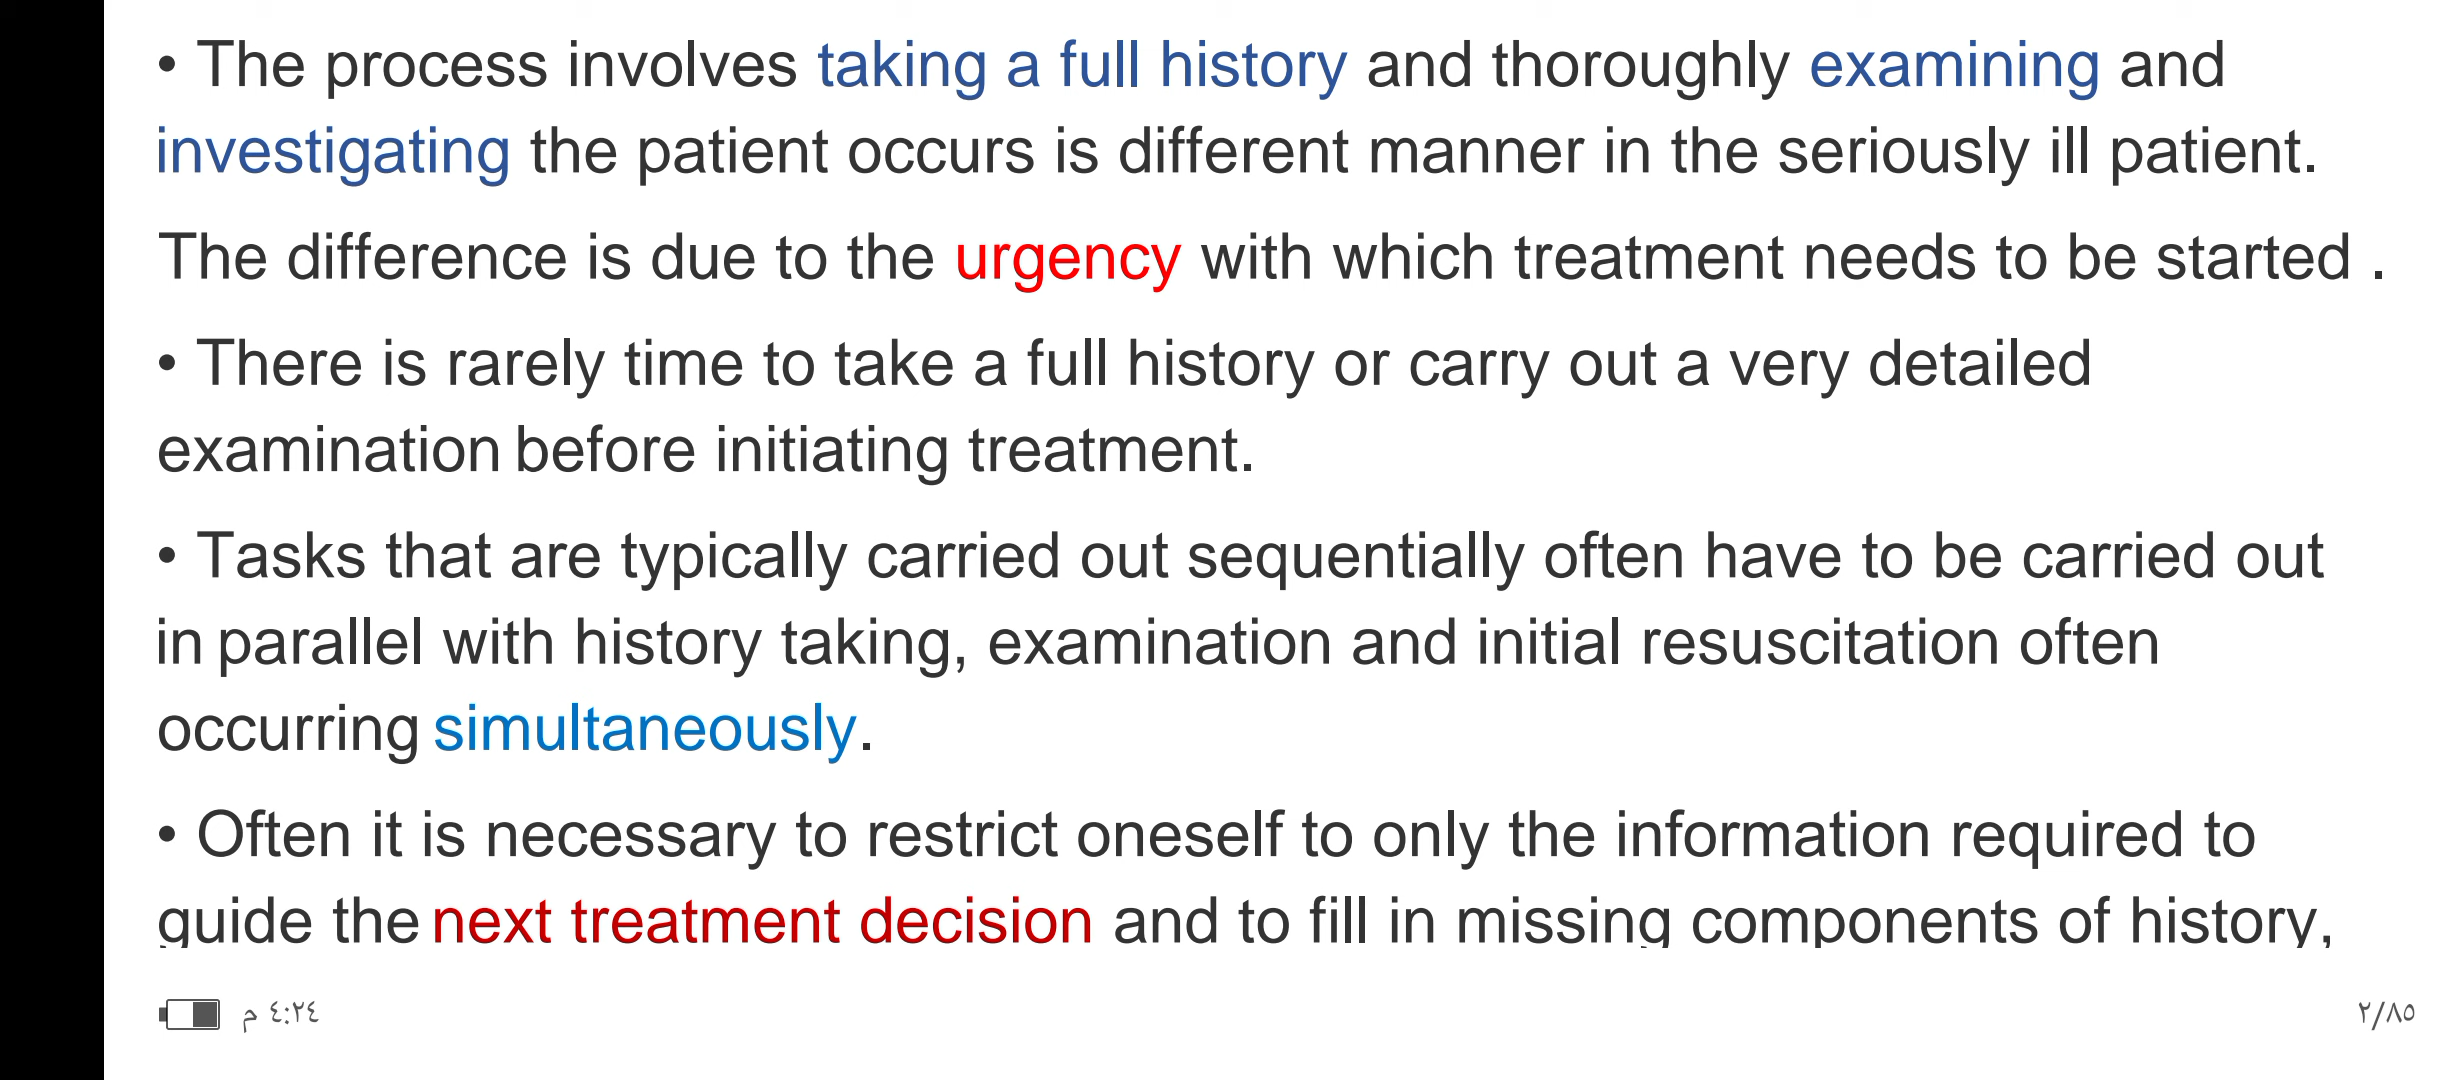 • The process involves taking a full history and thoroughly examining and
investigating the patient occurs is different manner in the seriously ill patient.
The difference is due to the urgency with which treatment needs to be started .
• There is rarely time to take a full history or carry out a very detailed
examination before initiating treatment.
• Tasks that are typically carried out sequentially often have to be carried out
in parallel with history taking, examination and initial resuscitation often
occurring simultaneously.
• Often it is necessary to restrict oneself to only the information required to
guide the next treatment decision and to fill in missing components of history,
٤:٢٤ م
٢/٨٥